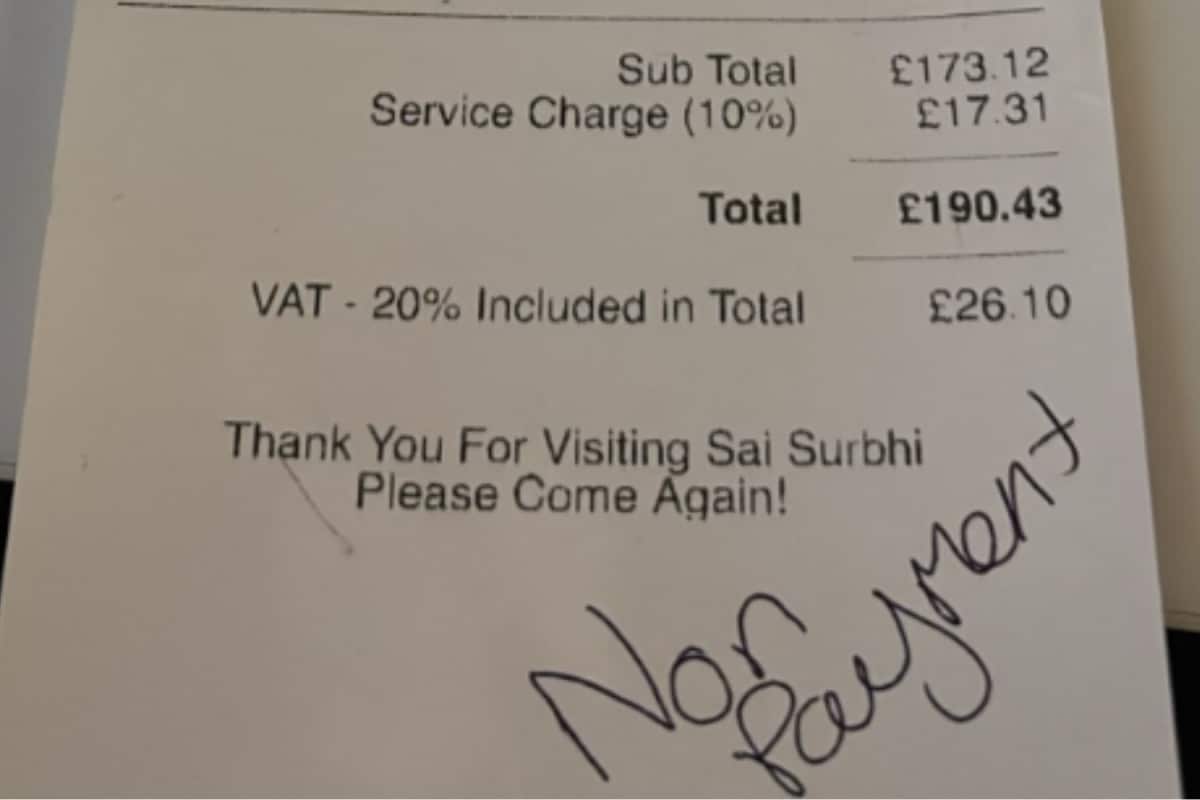 Sub Total £173.12
Service Charge (10%) £17.31
Total £190.43
VAT - 20% Included in Total £26.10
Thank You For Visiting Sai Surbhi
Please Come Again!
Non
Payment